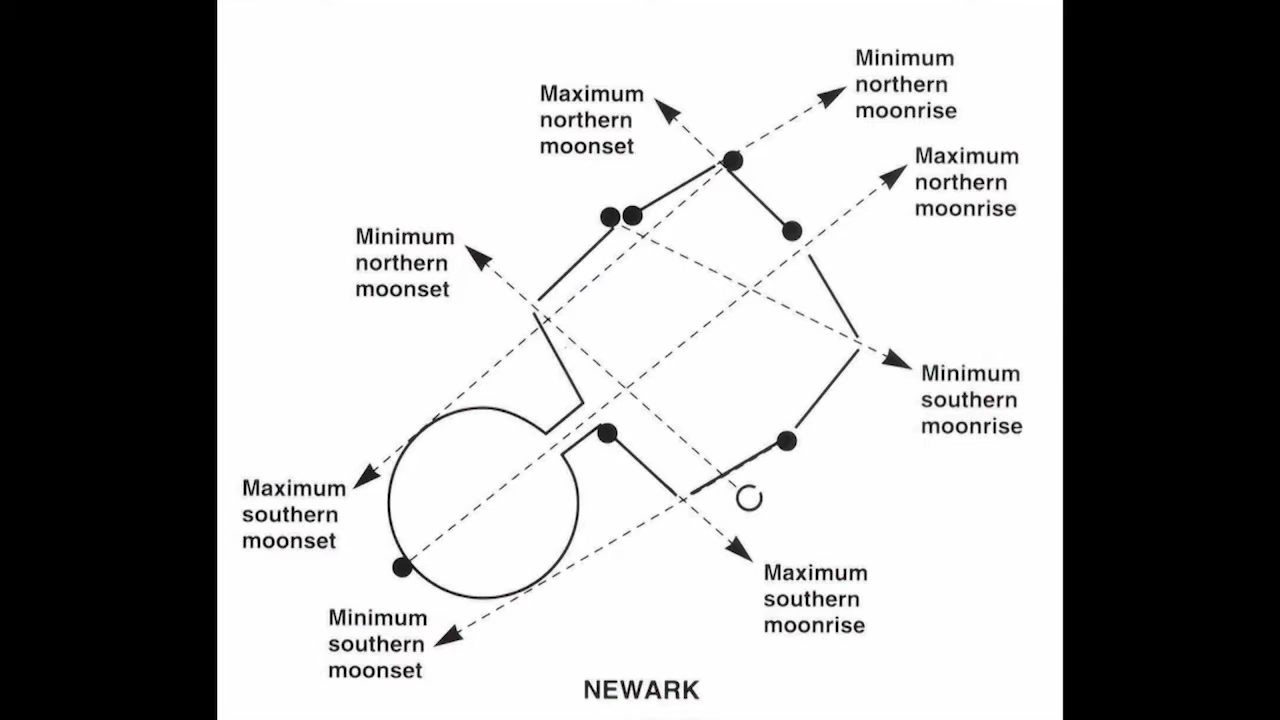 Minimum
northern
moonrise
Maximum
northern
moonset
Maximum
northern
moonrise
Minimum
northern
moonset
Minimum
southern
moonrise
Maximum
southern
moonset
Maximum
southern
moonrise
Minimum
southern
moonset
NEWARK